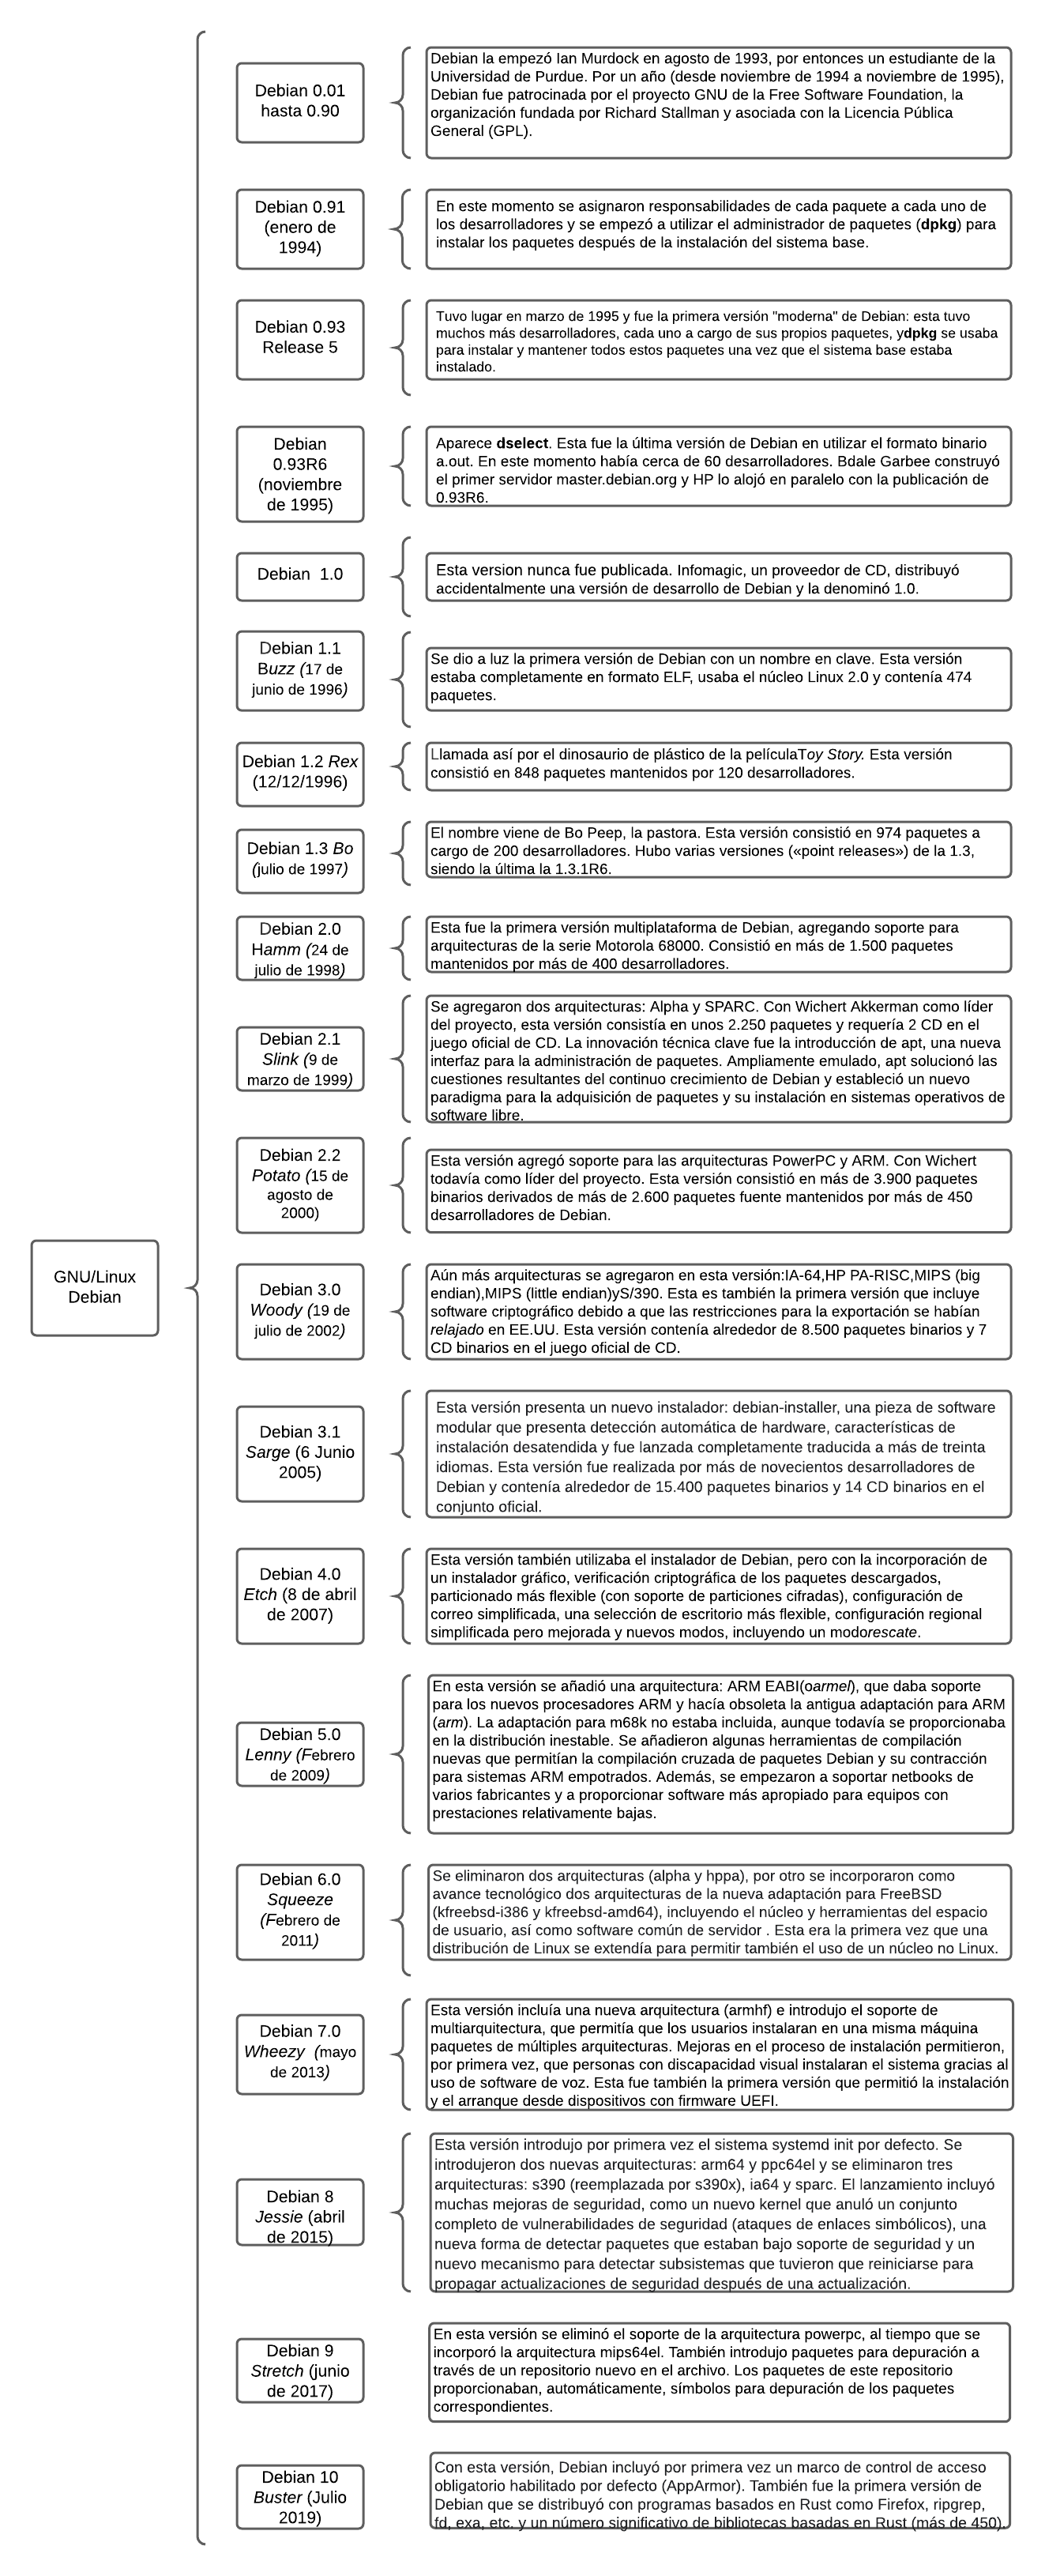 Debian 0.01
hasta 0.90
Debian la empezó Ian Murdock en agosto de 1993, por entonces un estudiante de la
Universidad de Purdue. Por un año (desde noviembre de 1994 a noviembre de 1995),
Debian fue patrocinada por el proyecto GNU de la Free Software Foundation, la
organización fundada por Richard Stallman y asociada con la Licencia Pública
General (GPL).
Debian 0.91
(enero de
1994)
En este momento se asignaron responsabilidades de cada paquete a cada uno de
los desarrolladores y se empezó a utilizar el administrador de paquetes (dpkg) para
instalar los paquetes después de la instalación del sistema base.
Debian 0.93
Release 5
Tuvo lugar en marzo de 1995 y fue la primera versión "moderna" de Debian: esta tuvo
muchos más desarrolladores, cada uno a cargo de sus propios paquetes, ydpkg se usaba
para instalar y mantener todos estos paquetes una vez que el sistema base estaba
instalado.
Debian
0.93R6
(noviembre
de 1995)
Aparece dselect. Esta fue la última versión de Debian en utilizar el formato binario
a.out. En este momento había cerca de 60 desarrolladores. Bdale Garbee construyó
el primer servidor master.debian.org y HP lo alojó en paralelo con la publicación de
0.93R6.
Debian  1.0
Esta version nunca fue publicada. Infomagic, un proveedor de CD, distribuyó
accidentalmente una versión de desarrollo de Debian y la denominó 1.0.
Debian 1.1
Buzz (17 de
junio de 1996)
Se dio a luz la primera versión de Debian con un nombre en clave. Esta versión
estaba completamente en formato ELF, usaba el núcleo Linux 2.0 y contenía 474
paquetes.
Debian 1.2 Rex
(12/12/1996)
Llamada así por el dinosaurio de plástico de la películaToy Story. Esta versión
consistió en 848 paquetes mantenidos por 120 desarrolladores.
Debian 1.3 Bo
(julio de 1997)
El nombre viene de Bo Peep, la pastora. Esta versión consistió en 974 paquetes a
cargo de 200 desarrolladores. Hubo varias versiones («point releases») de la 1.3,
siendo la última la 1.3.1R6.
Debian 2.0
Hamm (24 de
julio de 1998)
Esta fue la primera versión multiplataforma de Debian, agregando soporte para
arquitecturas de la serie Motorola 68000. Consistió en más de 1.500 paquetes
mantenidos por más de 400 desarrolladores.
Debian 2.1
Slink (9 de
marzo de 1999)
Se agregaron dos arquitecturas: Alpha y SPARC. Con Wichert Akkerman como líder
del proyecto, esta versión consistía en unos 2.250 paquetes y requería 2 CD en el
juego oficial de CD. La innovación técnica clave fue la introducción de apt, una nueva
interfaz para la administración de paquetes. Ampliamente emulado, apt solucionó las
cuestiones resultantes del continuo crecimiento de Debian y estableció un nuevo
paradigma para la adquisición de paquetes y su instalación en sistemas operativos de
software libre.
Debian 2.2
Potato (15 de
agosto de
2000)
Esta versión agregó soporte para las arquitecturas PowerPC y ARM. Con Wichert
todavía como líder del proyecto. Esta versión consistió en más de 3.900 paquetes
binarios derivados de más de 2.600 paquetes fuente mantenidos por más de 450
desarrolladores de Debian.
GNU/Linux
Debian
Debian 3.0
Woody (19 de
julio de 2002)
Aún más arquitecturas se agregaron en esta versión:IA-64,HP PA-RISC,MIPS (big
endian),MIPS (little endian)yS/390. Esta es también la primera versión que incluye
software criptográfico debido a que las restricciones para la exportación se habían
relajado en EE.UU. Esta versión contenía alrededor de 8.500 paquetes binarios y 7
CD binarios en el juego oficial de CD.
Debian 3.1
Sarge (6 Junio
2005)
Esta versión presenta un nuevo instalador: debian-installer, una pieza de software
modular que presenta detección automática de hardware, características de
instalación desatendida y fue lanzada completamente traducida a más de treinta
idiomas. Esta versión fue realizada por más de novecientos desarrolladores de
Debian y contenía alrededor de 15.400 paquetes binarios y 14 CD binarios en el
conjunto oficial.
Debian 4.0
Etch (8 de abril
de 2007)
Esta versión también utilizaba el instalador de Debian, pero con la incorporación de
un instalador gráfico, verificación criptográfica de los paquetes descargados,
particionado más flexible (con soporte de particiones cifradas), configuración de
correo simplificada, una selección de escritorio más flexible, configuración regional
simplificada pero mejorada y nuevos modos, incluyendo un modorescate.
Debian 5.0
Lenny (Febrero
de 2009)
En esta versión se añadió una arquitectura: ARM EABI(oarmel), que daba soporte
para los nuevos procesadores ARM y hacía obsoleta la antigua adaptación para ARM
(arm). La adaptación para m68k no estaba incluida, aunque todavía se proporcionaba
en la distribución inestable. Se añadieron algunas herramientas de compilación
nuevas que permitían la compilación cruzada de paquetes Debian y su contracción
para sistemas ARM empotrados. Además, se empezaron a soportar netbooks de
varios fabricantes y a proporcionar software más apropiado para equipos con
prestaciones relativamente bajas.
Debian 6.0
Squeeze
(Febrero de
2011)
Se eliminaron dos arquitecturas (alpha y hppa), por otro se incorporaron como
avance tecnológico dos arquitecturas de la nueva adaptación para FreeBSD
(kfreebsd-i386 y kfreebsd-amd64), incluyendo el núcleo y herramientas del espacio
de usuario, así como software común de servidor . Esta era la primera vez que una
distribución de Linux se extendía para permitir también el uso de un núcleo no Linux.
Debian 7.0
Wheezy  (mayo
de 2013)
Esta versión incluía una nueva arquitectura (armhf) e introdujo el soporte de
multiarquitectura, que permitía que los usuarios instalaran en una misma máquina
paquetes de múltiples arquitecturas. Mejoras en el proceso de instalación permitieron,
por primera vez, que personas con discapacidad visual instalaran el sistema gracias al
uso de software de voz. Esta fue también la primera versión que permitió la instalación
y el arranque desde dispositivos con firmware UEFI.
Debian 8
Jessie (abril
de 2015)
Esta versión introdujo por primera vez el sistema systemd init por defecto. Se
introdujeron dos nuevas arquitecturas: arm64 y ppc64el y se eliminaron tres
arquitecturas: s390 (reemplazada por s390x), ia64 y sparc. El lanzamiento incluyó
muchas mejoras de seguridad, como un nuevo kernel que anuló un conjunto
completo de vulnerabilidades de seguridad (ataques de enlaces simbólicos), una
nueva forma de detectar paquetes que estaban bajo soporte de seguridad y un
nuevo mecanismo para detectar subsistemas que tuvieron que reiniciarse para
propagar actualizaciones de seguridad después de una actualización.
Debian 9
Stretch (junio
de 2017)
En esta versión se eliminó el soporte de la arquitectura powerpc, al tiempo que se
incorporó la arquitectura mips64el. También introdujo paquetes para depuración a
través de un repositorio nuevo en el archivo. Los paquetes de este repositorio
proporcionaban, automáticamente, símbolos para depuración de los paquetes
correspondientes.
Debian 10
Buster (Julio
2019)
Con esta versión, Debian incluyó por primera vez un marco de control de acceso
obligatorio habilitado por defecto (AppArmor). También fue la primera versión de
Debian que se distribuyó con programas basados en Rust como Firefox, ripgrep,
fd, exa, etc. y un número significativo de bibliotecas basadas en Rust (más de 450).